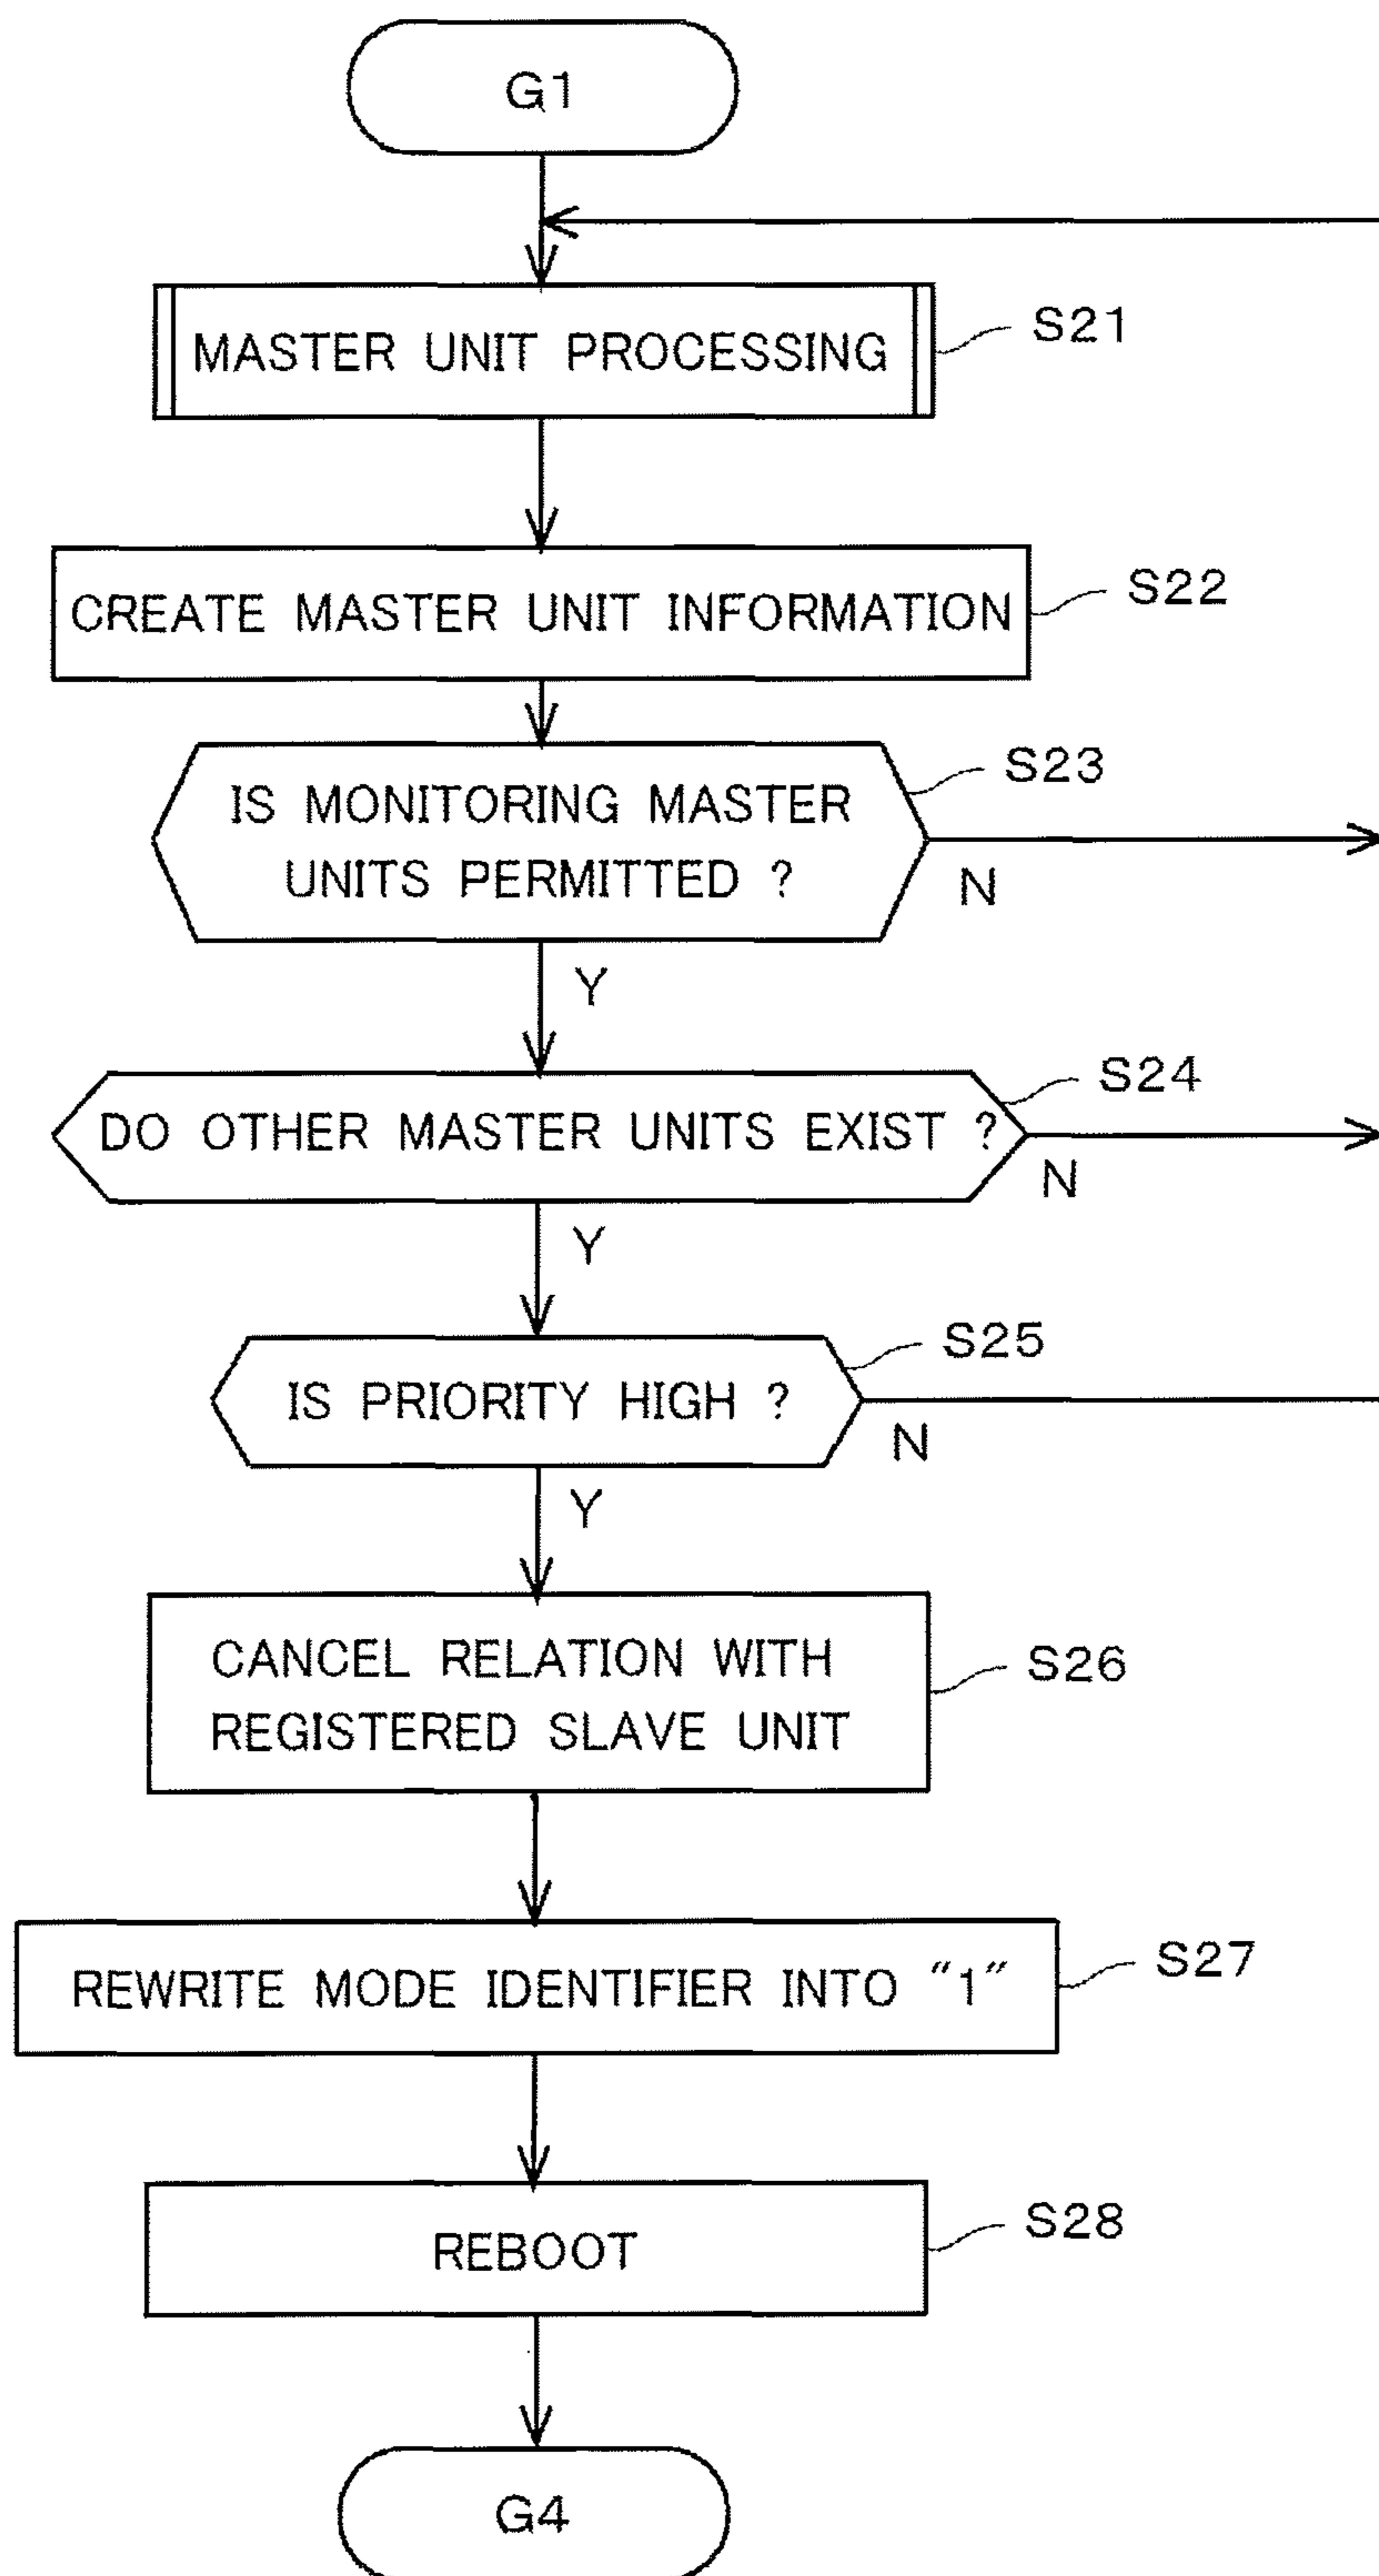 G1
MASTER UNIT PROCESSING
S21
CREATE MASTER UNIT INFORMATION
S22
IS MONITORING MASTER
UNITS PERMITTED ?
S23
N
Y
DO OTHER MASTER UNITS EXIST ?
S24
N
Y
IS PRIORITY HIGH ?
S25
N
Y
CANCEL RELATION WITH
REGISTERED SLAVE UNIT
S26
REWRITE MODE IDENTIFIER INTO "1"
S27
REBOOT
S28
G4